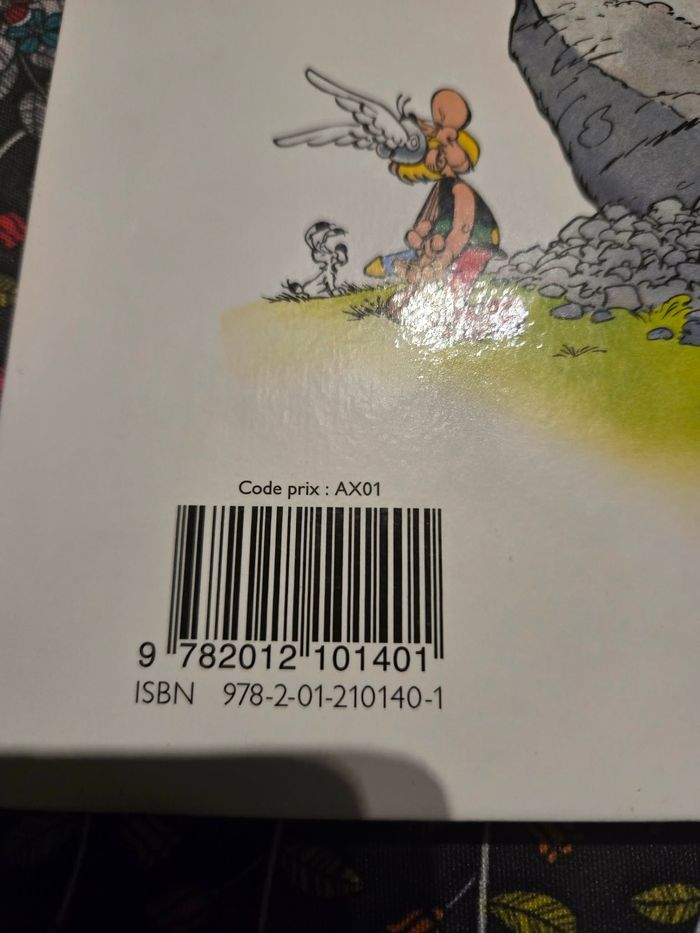 Code prix : AX01
9 782012 101401
ISBN 978-2-01-210140-1